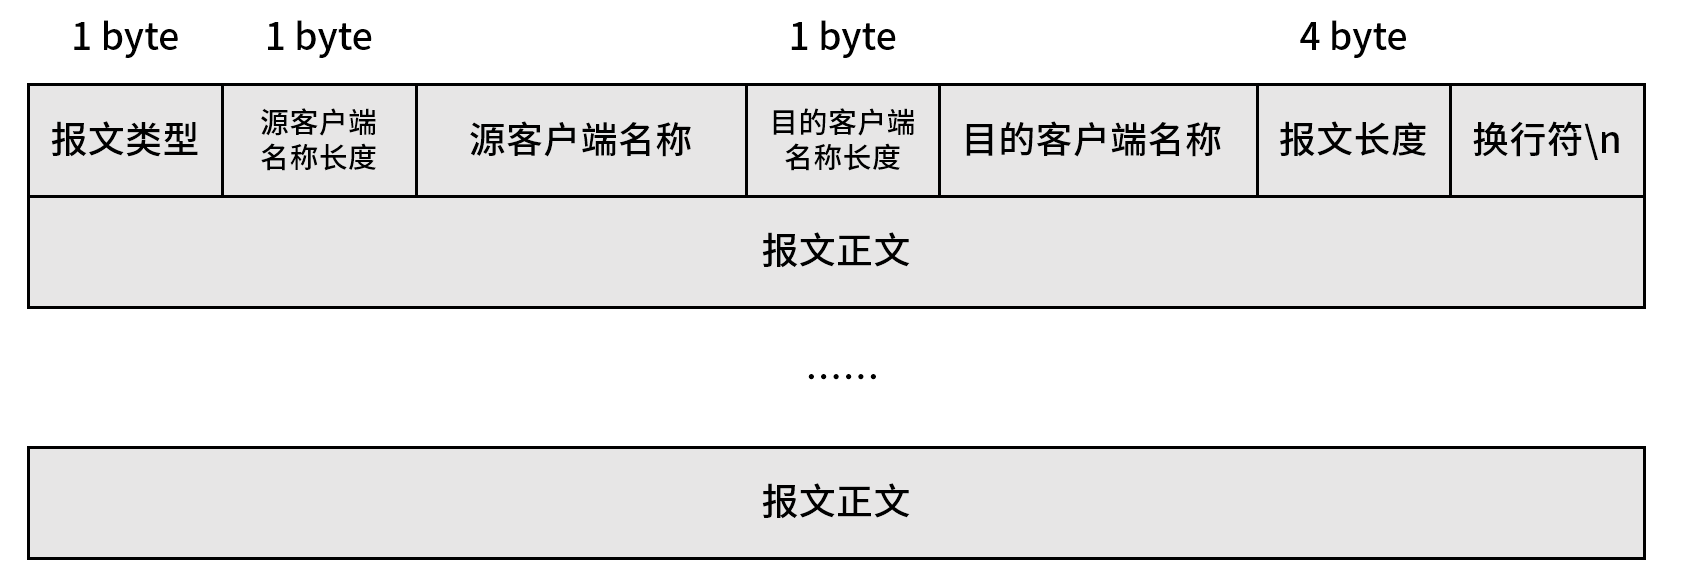 1 byte
1 byte
1 byte
4 byte
报文类型
源客户端
名称长度
源客户端名称
目的客户端
名称长度
目的客户端名称
报文长度
换行符\n
报文正文
......
报文正文